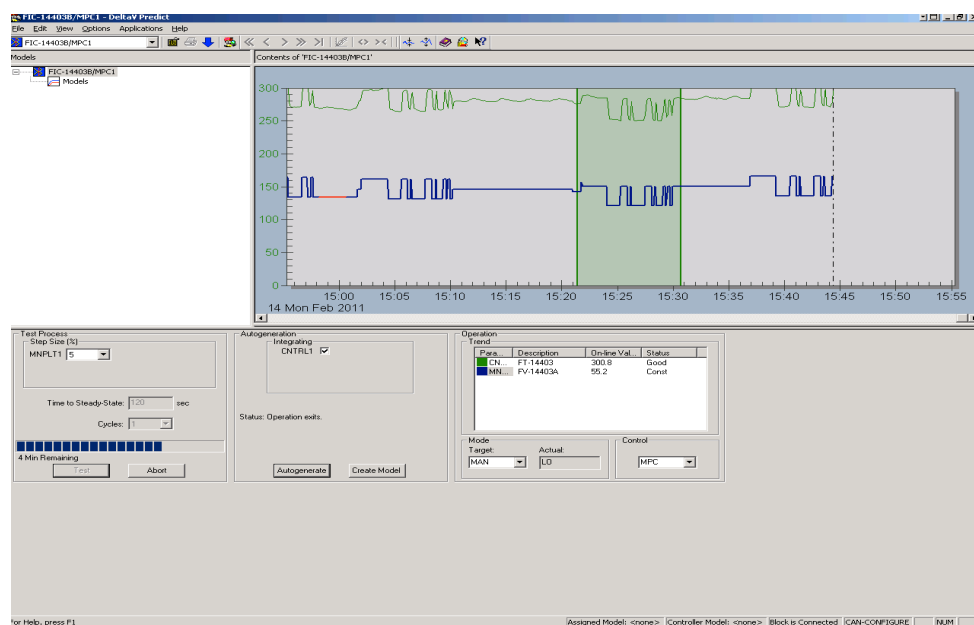 FIC-14403B/MPC1 - DeltaV Predict
File Edit View Options Applications Help
FIC-14403B/MPC1
Models
Contents of 'FIC-14403B/MPC1'
FIC-14403B/MPC1
Models
300
250
200
150
100
50
0
15:00 15:05 15:10 15:15 15:20 15:25 15:30 15:35 15:40 15:45 15:50 15:55
14 Mon Feb 2011
Test Process
Step Size (%)
MNPLT1 5
Time to Steady-State: 120 sec
Cycles: 1
4 Min Remaining
Test Abort
Autogeneration
Integrating
CNTRL1
Status: Operation exits.
Autogenerate Create Model
Operation
Trend
Para... Description On-line Val... Status
CN... FT-14403 300.8 Good
MN... FV-14403A 55.2 Const
Mode
Target: Actual:
MAN LO
Control
MPC
For Help, press F1
Assigned Model: <none> Controller Model: <none> Block is Connected CAN-CONFIGURE NUM